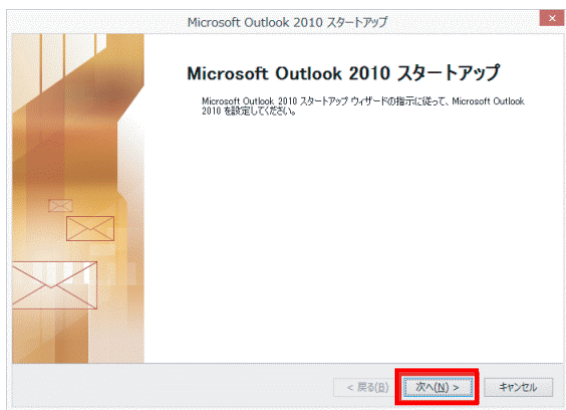 Microsoft Outlook 2010 スタートアップ
Microsoft Outlook 2010 スタートアップ
Microsoft Outlook 2010 スタートアップ ウィザードの指示に従って、Microsoft Outlook
2010 を設定してください。
< 戻る(B)
次へ(N) >
キャンセル